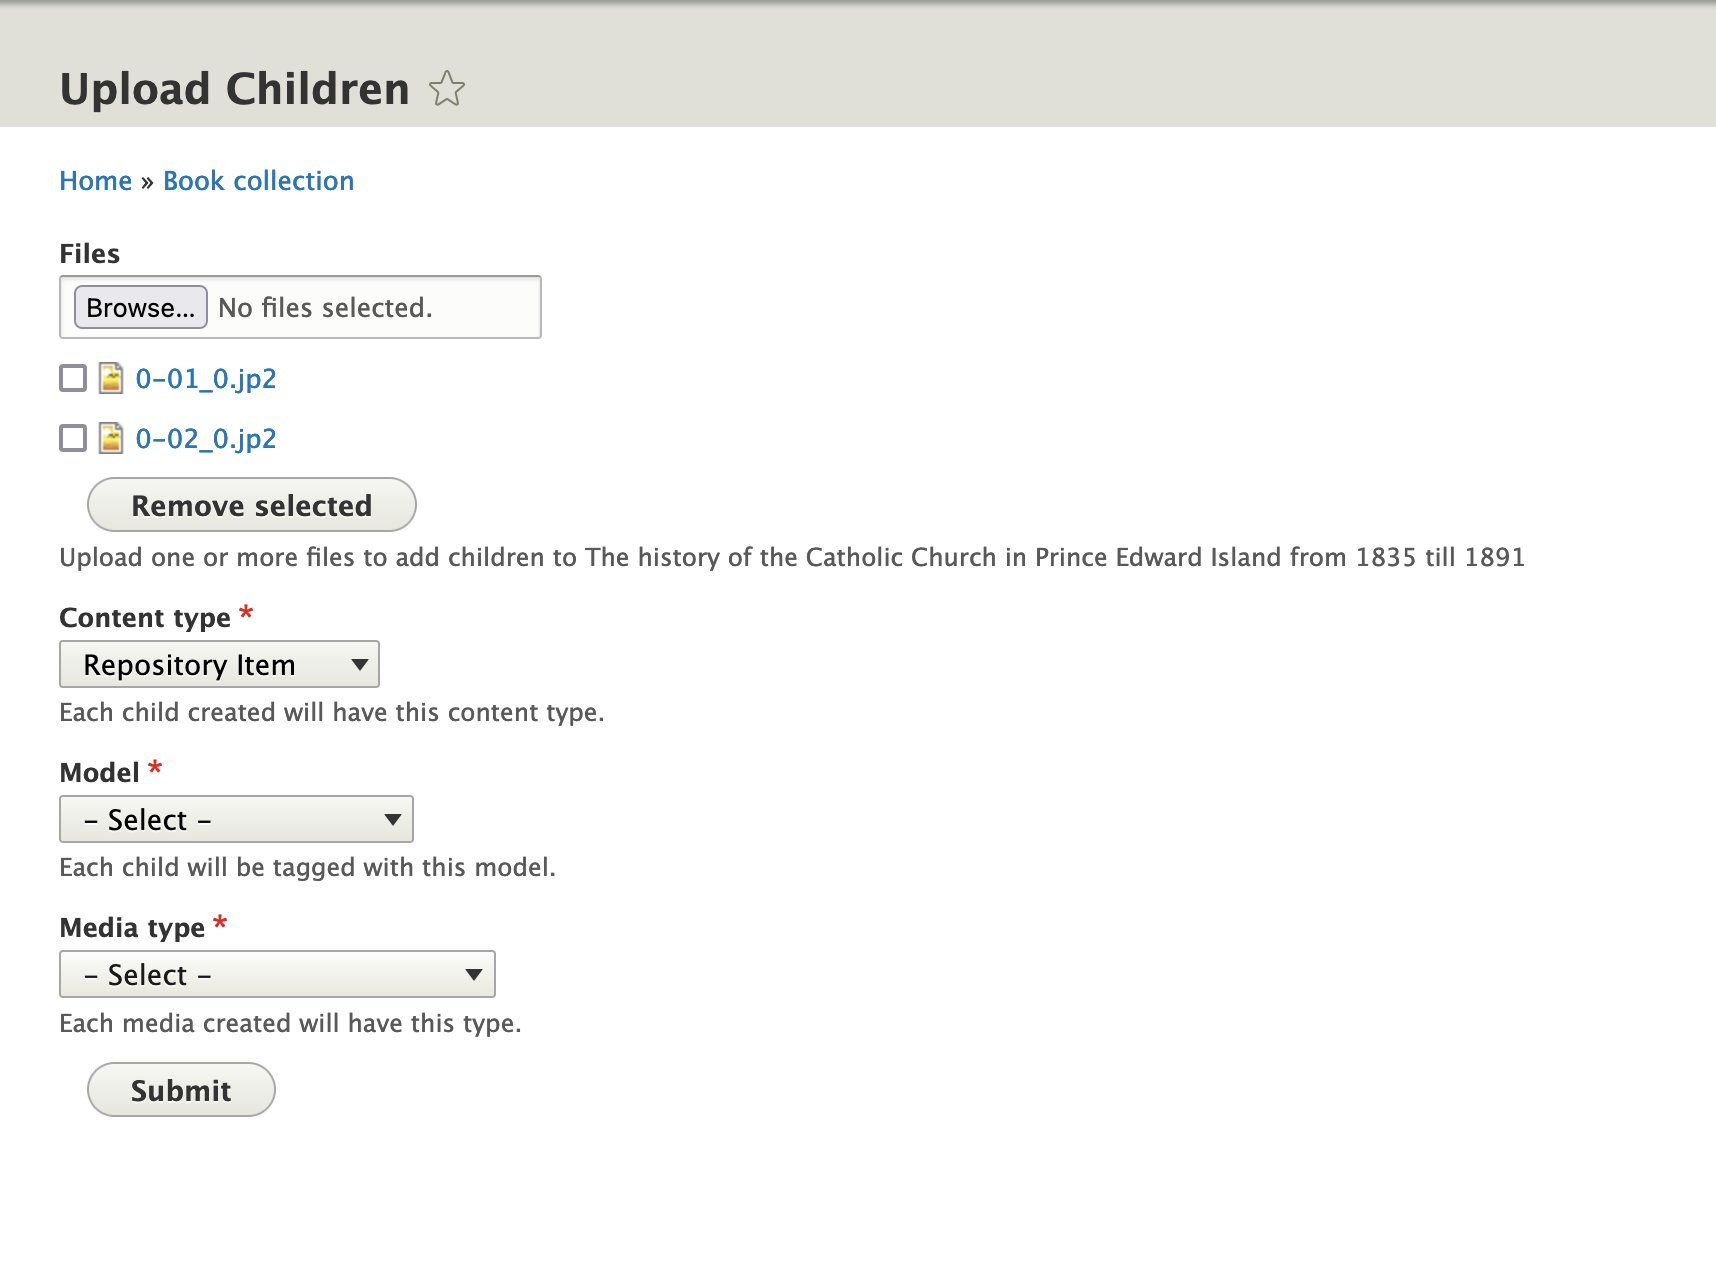 Upload Children
Home » Book collection
Files
Browse... No files selected.
0-01_0.jp2
0-02_0.jp2
Remove selected
Upload one or more files to add children to The history of the Catholic Church in Prince Edward Island from 1835 till 1891
Content type *
Repository Item
Each child created will have this content type.
Model *
- Select -
Each child will be tagged with this model.
Media type *
- Select -
Each media created will have this type.
Submit